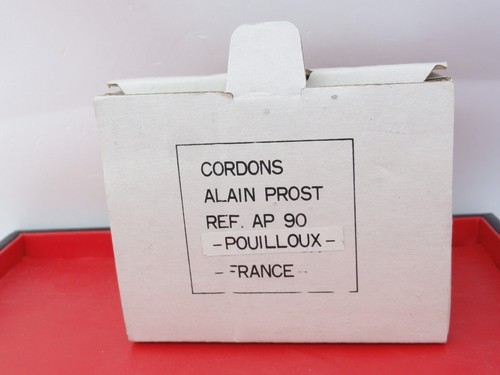 CORDONS
ALAIN PROST
REF. AP 90
-POUILLOUX-
-FRANCE--